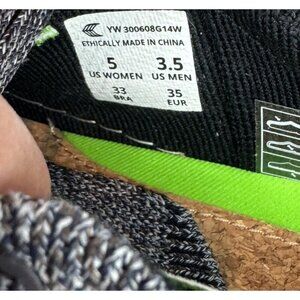 YW 300608G14W
ETHICALLY MADE IN CHINA
5 3.5
US WOMEN US MEN
33 35
BRA EUR